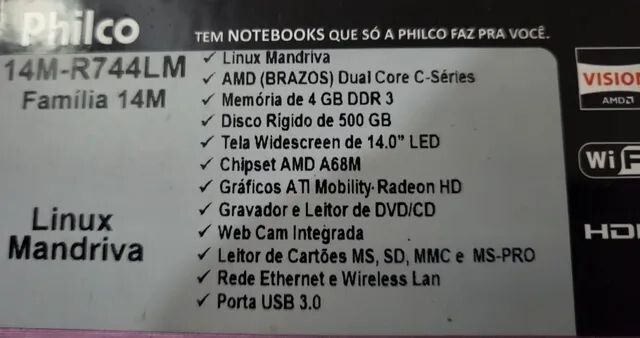 Philco
TEM NOTEBOOKS QUE SÓ A PHILCO FAZ PRA VOCÊ.
14M-R744LM
Família 14M
Linux Mandriva
✓ Linux Mandriva
✓ AMD (BRAZOS) Dual Core C-Séries
✓ Memória de 4 GB DDR 3
✓ Disco Rígido de 500 GB
✓ Tela Widescreen de 14.0" LED
✓ Chipset AMD A68M
✓ Gráficos ATI Mobility Radeon HD
✓ Gravador e Leitor de DVD/CD
✓ Web Cam Integrada
✓ Leitor de Cartões MS, SD, MMC e MS-PRO
✓ Rede Ethernet e Wireless Lan
✓ Porta USB 3.0
VISION
AMD
Wi F
HD